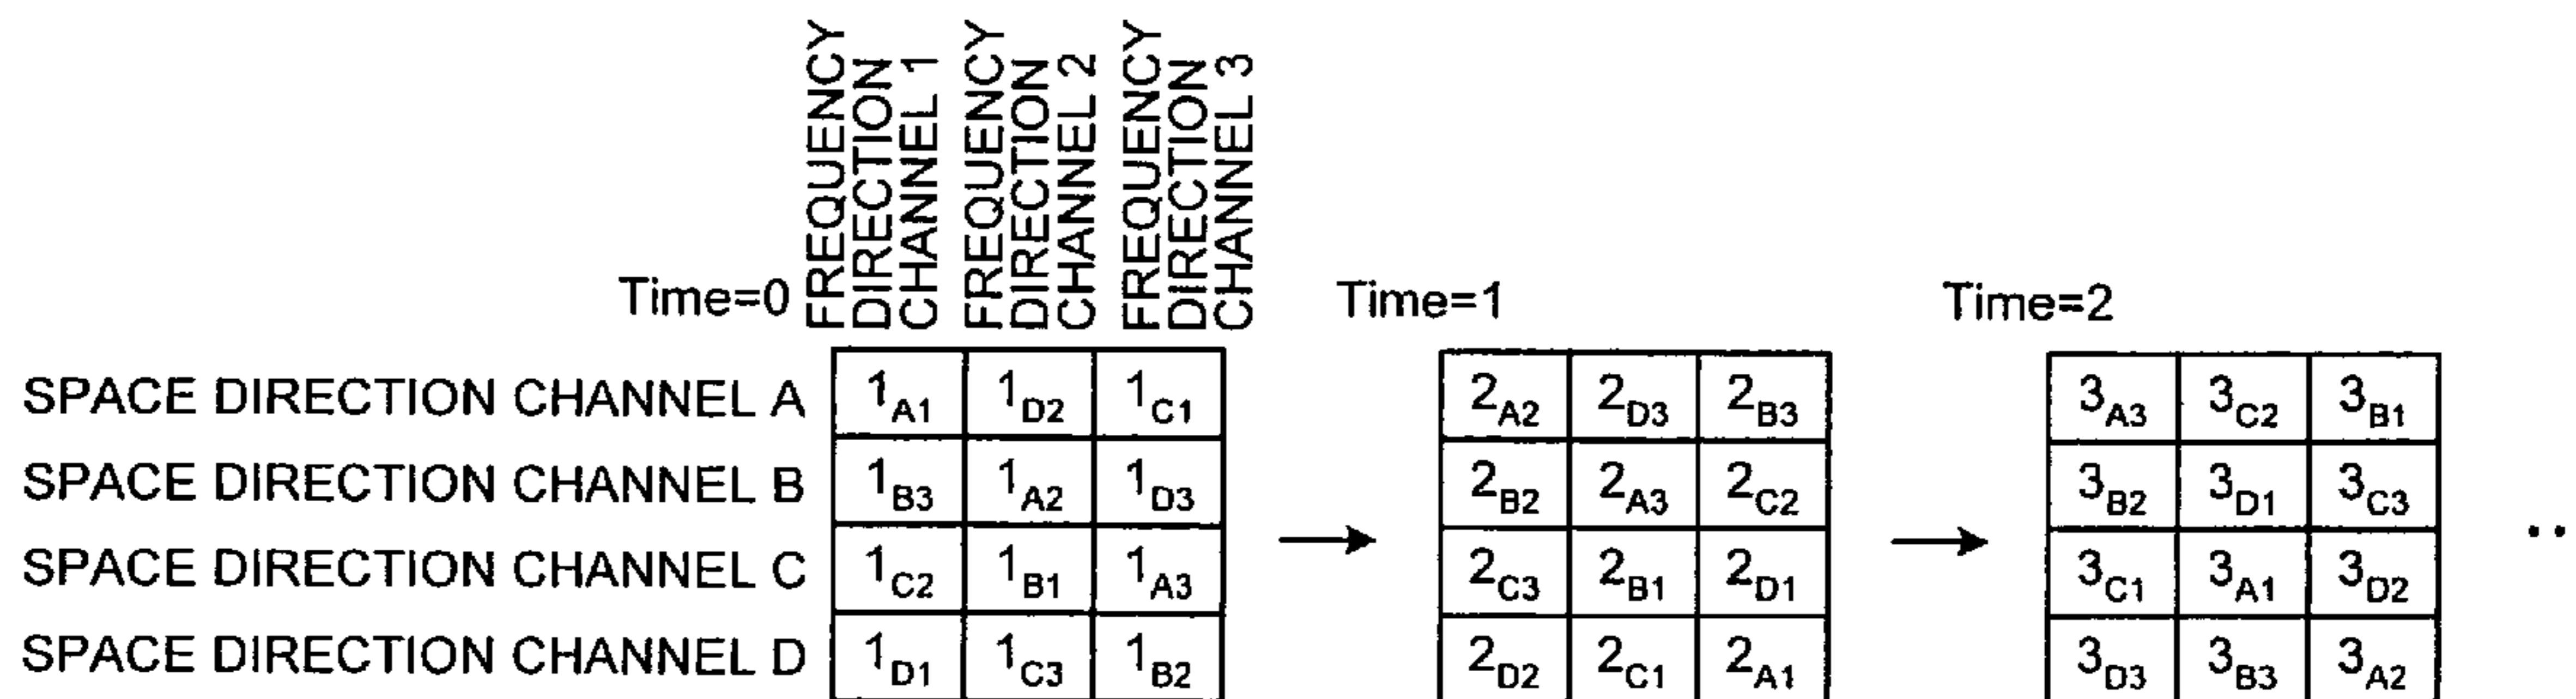 FREQUENCY
DIRECTION
CHANNEL 1
FREQUENCY
DIRECTION
CHANNEL 2
FREQUENCY
DIRECTION
CHANNEL 3
Time=0 Time=1 Time=2
SPACE DIRECTION CHANNEL A 1A1 1D2 1C1 2A2 2D3 2B3 3A3 3C2 3B1
SPACE DIRECTION CHANNEL B 1B3 1A2 1D3 2B2 2A3 2C2 3B2 3D1 3C3
SPACE DIRECTION CHANNEL C 1C2 1B1 1A3 2C3 2B1 2D1 3C1 3A1 3D2
SPACE DIRECTION CHANNEL D 1D1 1C3 1B2 2D2 2C1 2A1 3D3 3B3 3A2